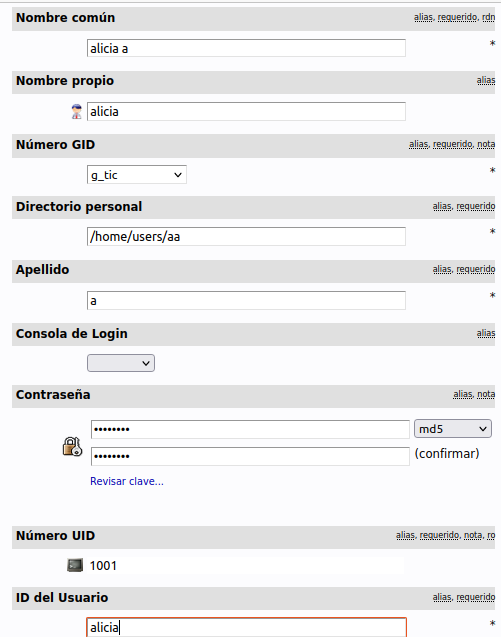 Nombre común alias, requerido, rdn
alicia a *
Nombre propio alias
alicia
Número GID alias, requerido, nota
g_tic *
Directorio personal alias, requerido
/home/users/aa *
Apellido alias, requerido
a *
Consola de Login alias
Contraseña alias, nota
•••••••• md5
•••••••• (confirmar)
Revisar clave...
Número UID alias, requerido, nota, ro
1001
ID del Usuario alias, requerido
alicia *